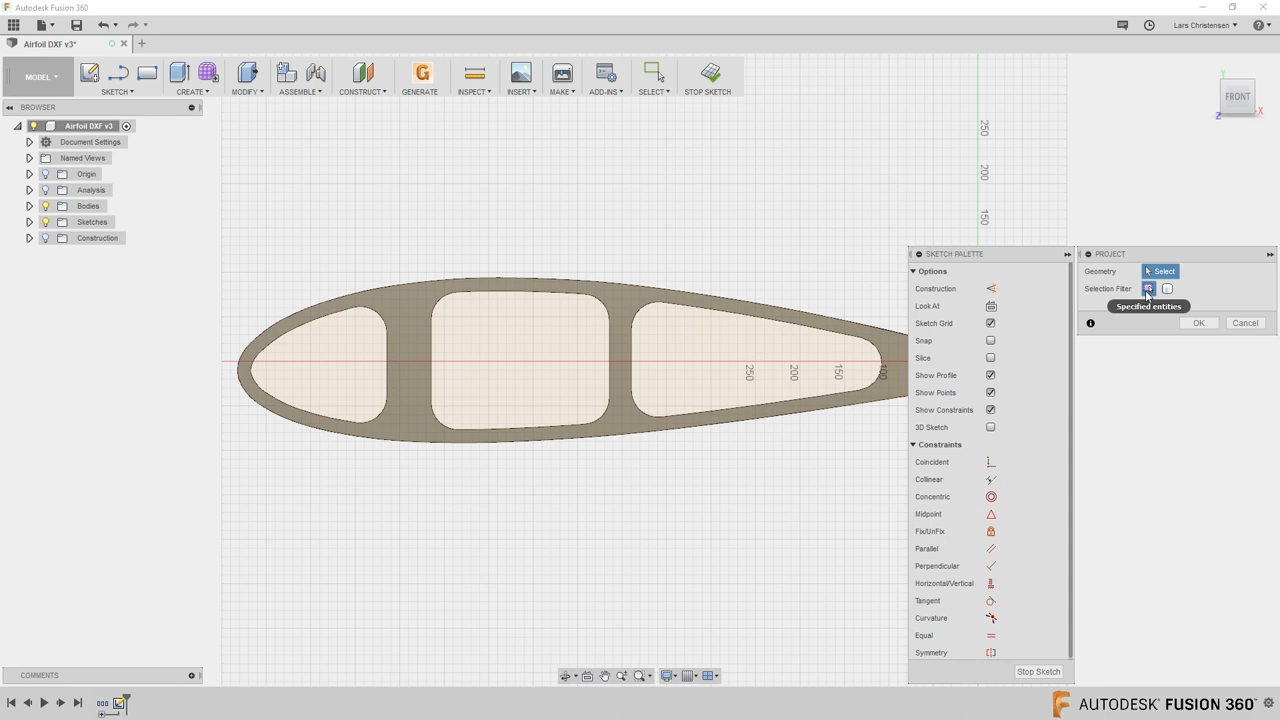 Autodesk Fusion 360
Lars Christensen
Airfoil DXF v3*
MODEL
SKETCH
CREATE
MODIFY
ASSEMBLE
CONSTRUCT
GENERATE
INSPECT
INSERT
MAKE
ADD-INS
SELECT
STOP SKETCH
BROWSER
Airfoil DXF v3
Document Settings
Named Views
Origin
Analysis
Bodies
Sketches
Construction
Y
FRONT
Z
X
250
200
150
250
200
150
100
SKETCH PALETTE
Options
Construction
Look At
Sketch Grid
Snap
Slice
Show Profile
Show Points
Show Constraints
3D Sketch
Constraints
Coincident
Collinear
Concentric
Midpoint
Fix/UnFix
Parallel
Perpendicular
Horizontal/Vertical
Tangent
Curvature
Equal
Symmetry
Stop Sketch
PROJECT
Geometry
Select
Selection Filter
Specified entities
OK
Cancel
COMMENTS
AUTODESK® FUSION 360™